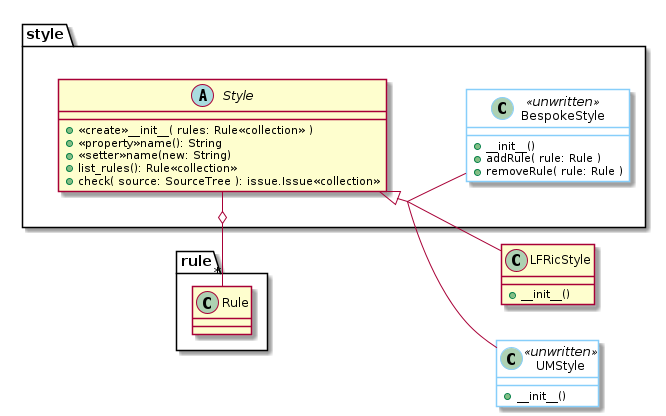 style
A Style
«create»__init__( rules: Rule«collection» )
«property»name(): String
«setter»name(new: String)
list_rules(): Rule«collection»
check( source: SourceTree ): issue.Issue«collection»
C «unwritten»
BespokeStyle
__init__()
addRule( rule: Rule )
removeRule( rule: Rule )
rule
*
C Rule
C LFRicStyle
__init__()
C «unwritten»
UMStyle
__init__()